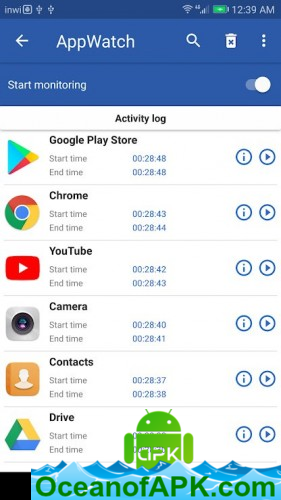 inwi 12:39 AM
AppWatch
Start monitoring
Activity log
Google Play Store
Start time 00:28:48
End time 00:28:48
Chrome
Start time 00:28:43
End time 00:28:44
YouTube
Start time 00:28:42
End time 00:28:43
Camera
Start time 00:28:40
End time 00:28:41
Contacts
Start time 00:28:37
End time 00:28:38
Drive
Start time
End time
APK
OceanofAPK.com